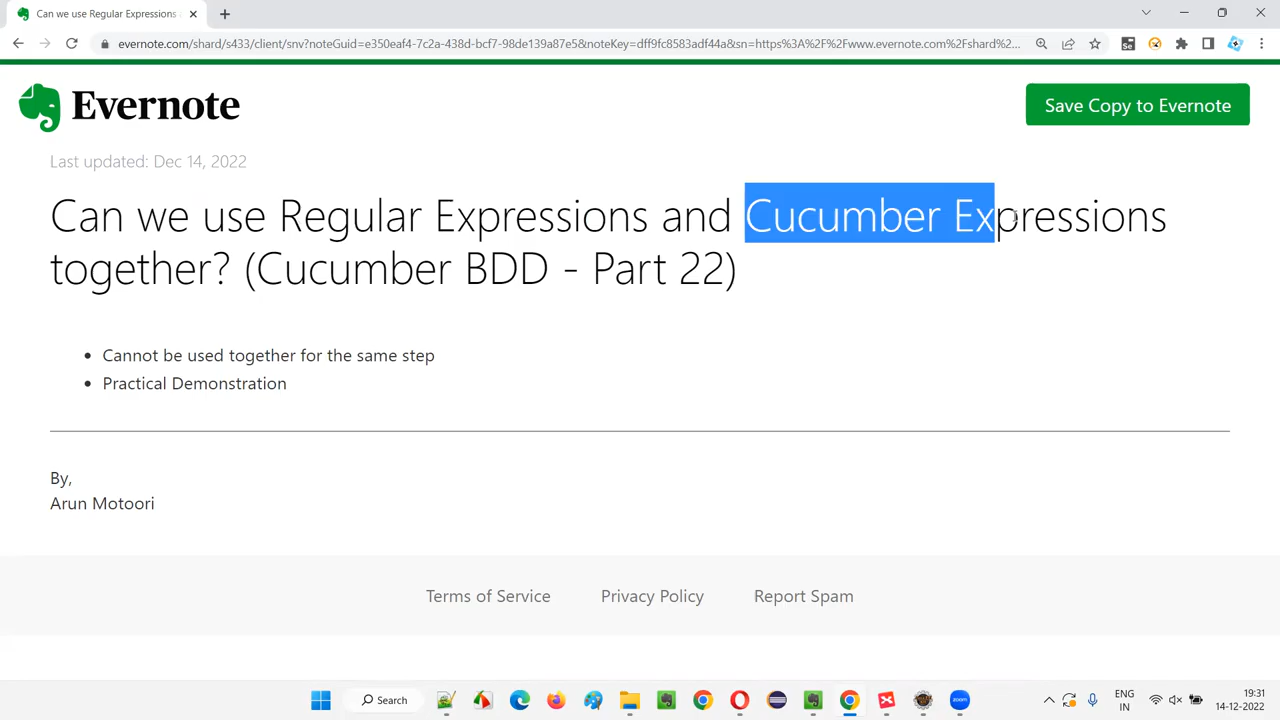 Can we use Regular Expressions
evernote.com/shard/s433/client/snv?noteGuid=e350eaf4-7e2a-438d-bcf7-98de139a87e5&noteKey=dff9fc8583adf44a&sn=https%3A%2F%2Fwww.evernote.com%2Fshard%2...
Evernote
Save Copy to Evernote
Last updated: Dec 14, 2022
Can we use Regular Expressions and Cucumber Expressions
together? (Cucumber BDD - Part 22)
• Cannot be used together for the same step
• Practical Demonstration
By,
Arun Motoori
Terms of Service Privacy Policy Report Spam
Search
zoom
ENG 19:31
IN 14-12-2022